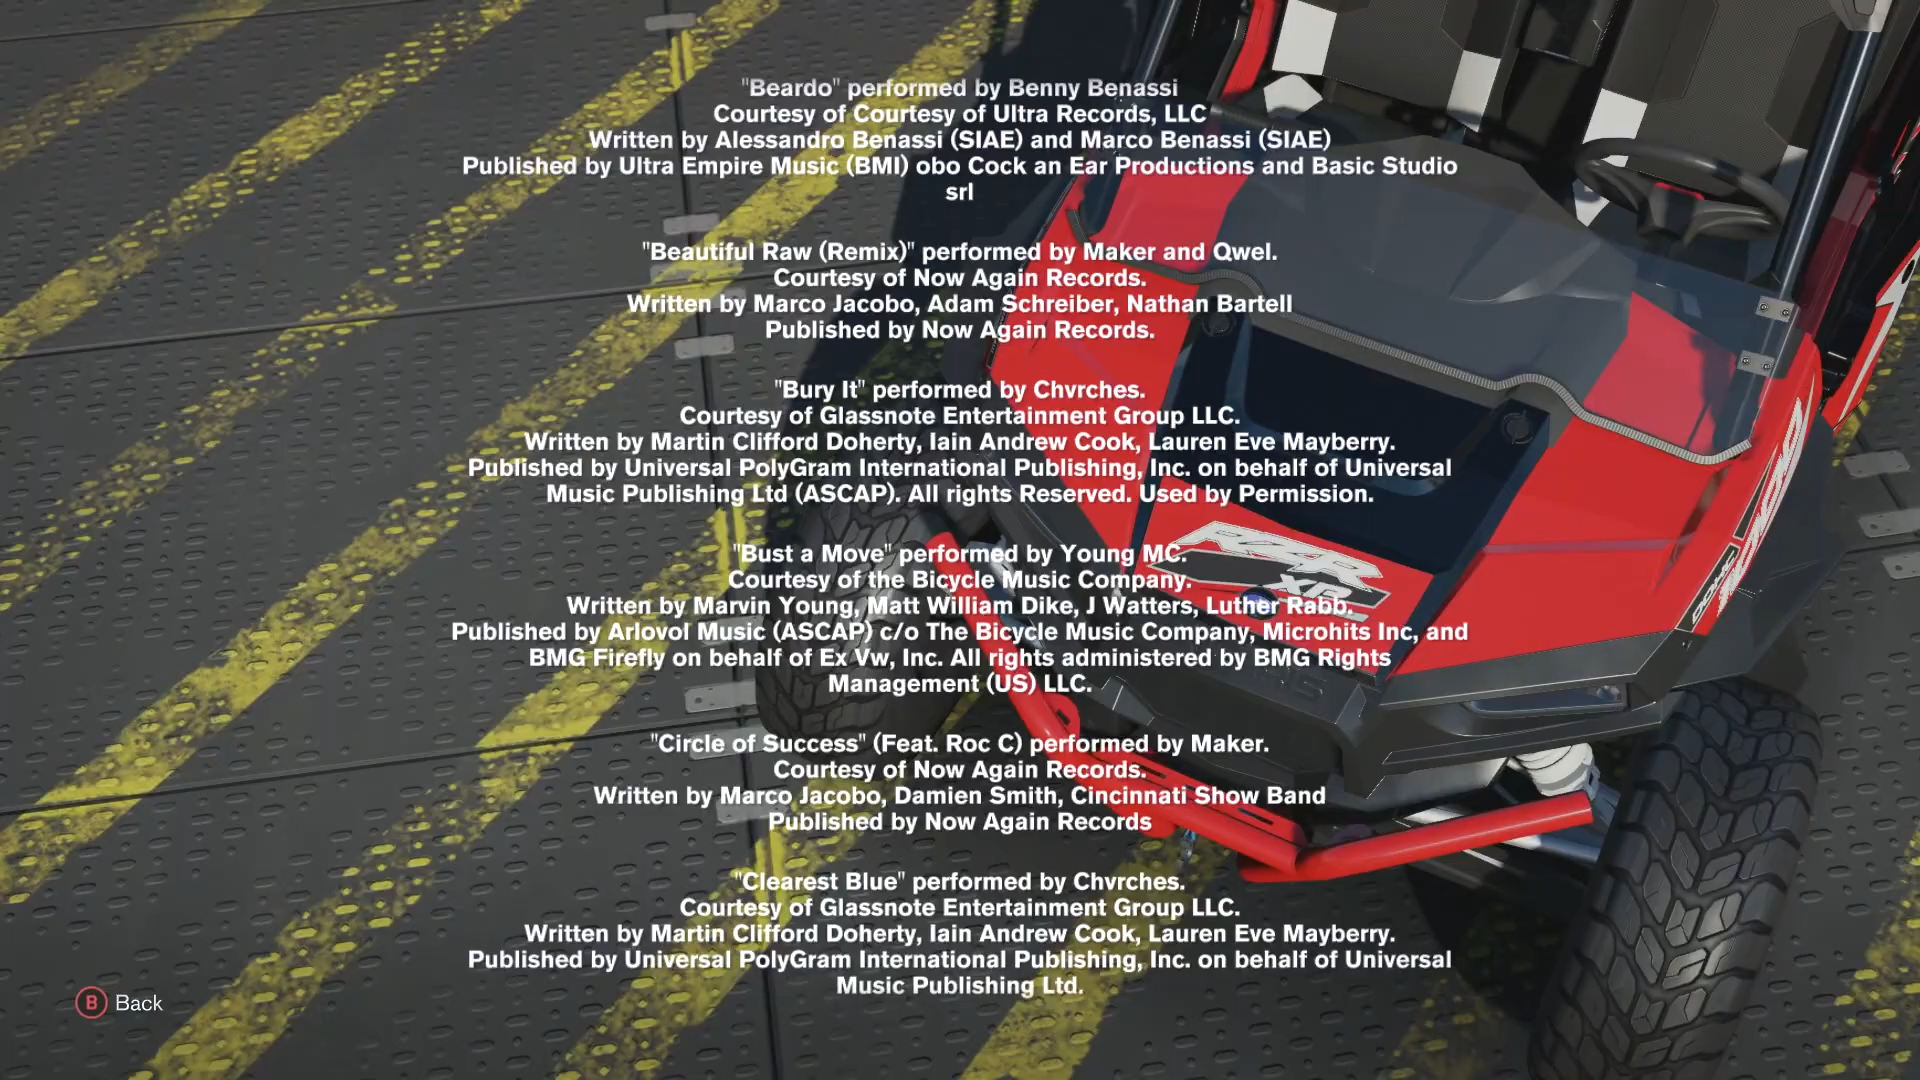 "Beardo" performed by Benny Benassi
Courtesy of Courtesy of Ultra Records, LLC
Written by Alessandro Benassi (SIAE) and Marco Benassi (SIAE)
Published by Ultra Empire Music (BMI) obo Cock an Ear Productions and Basic Studio
srl
"Beautiful Raw (Remix)" performed by Maker and Qwel.
Courtesy of Now Again Records.
Written by Marco Jacobo, Adam Schreiber, Nathan Bartell
Published by Now Again Records.
"Bury It" performed by Chvrches.
Courtesy of Glassnote Entertainment Group LLC.
Written by Martin Clifford Doherty, Iain Andrew Cook, Lauren Eve Mayberry.
Published by Universal PolyGram International Publishing, Inc. on behalf of Universal
Music Publishing Ltd (ASCAP). All rights Reserved. Used by Permission.
"Bust a Move" performed by Young MC.
Courtesy of the Bicycle Music Company.
Written by Marvin Young, Matt William Dike, J Watters, Luther Rabb.
Published by Arlovol Music (ASCAP) c/o The Bicycle Music Company, Microhits Inc, and
BMG Firefly on behalf of Ex Vw, Inc. All rights administered by BMG Rights
Management (US) LLC.
"Circle of Success" (Feat. Roc C) performed by Maker.
Courtesy of Now Again Records.
Written by Marco Jacobo, Damien Smith, Cincinnati Show Band
Published by Now Again Records
"Clearest Blue" performed by Chvrches.
Courtesy of Glassnote Entertainment Group LLC.
Written by Martin Clifford Doherty, Iain Andrew Cook, Lauren Eve Mayberry.
Published by Universal PolyGram International Publishing, Inc. on behalf of Universal
Music Publishing Ltd.
RZR
XP
B Back